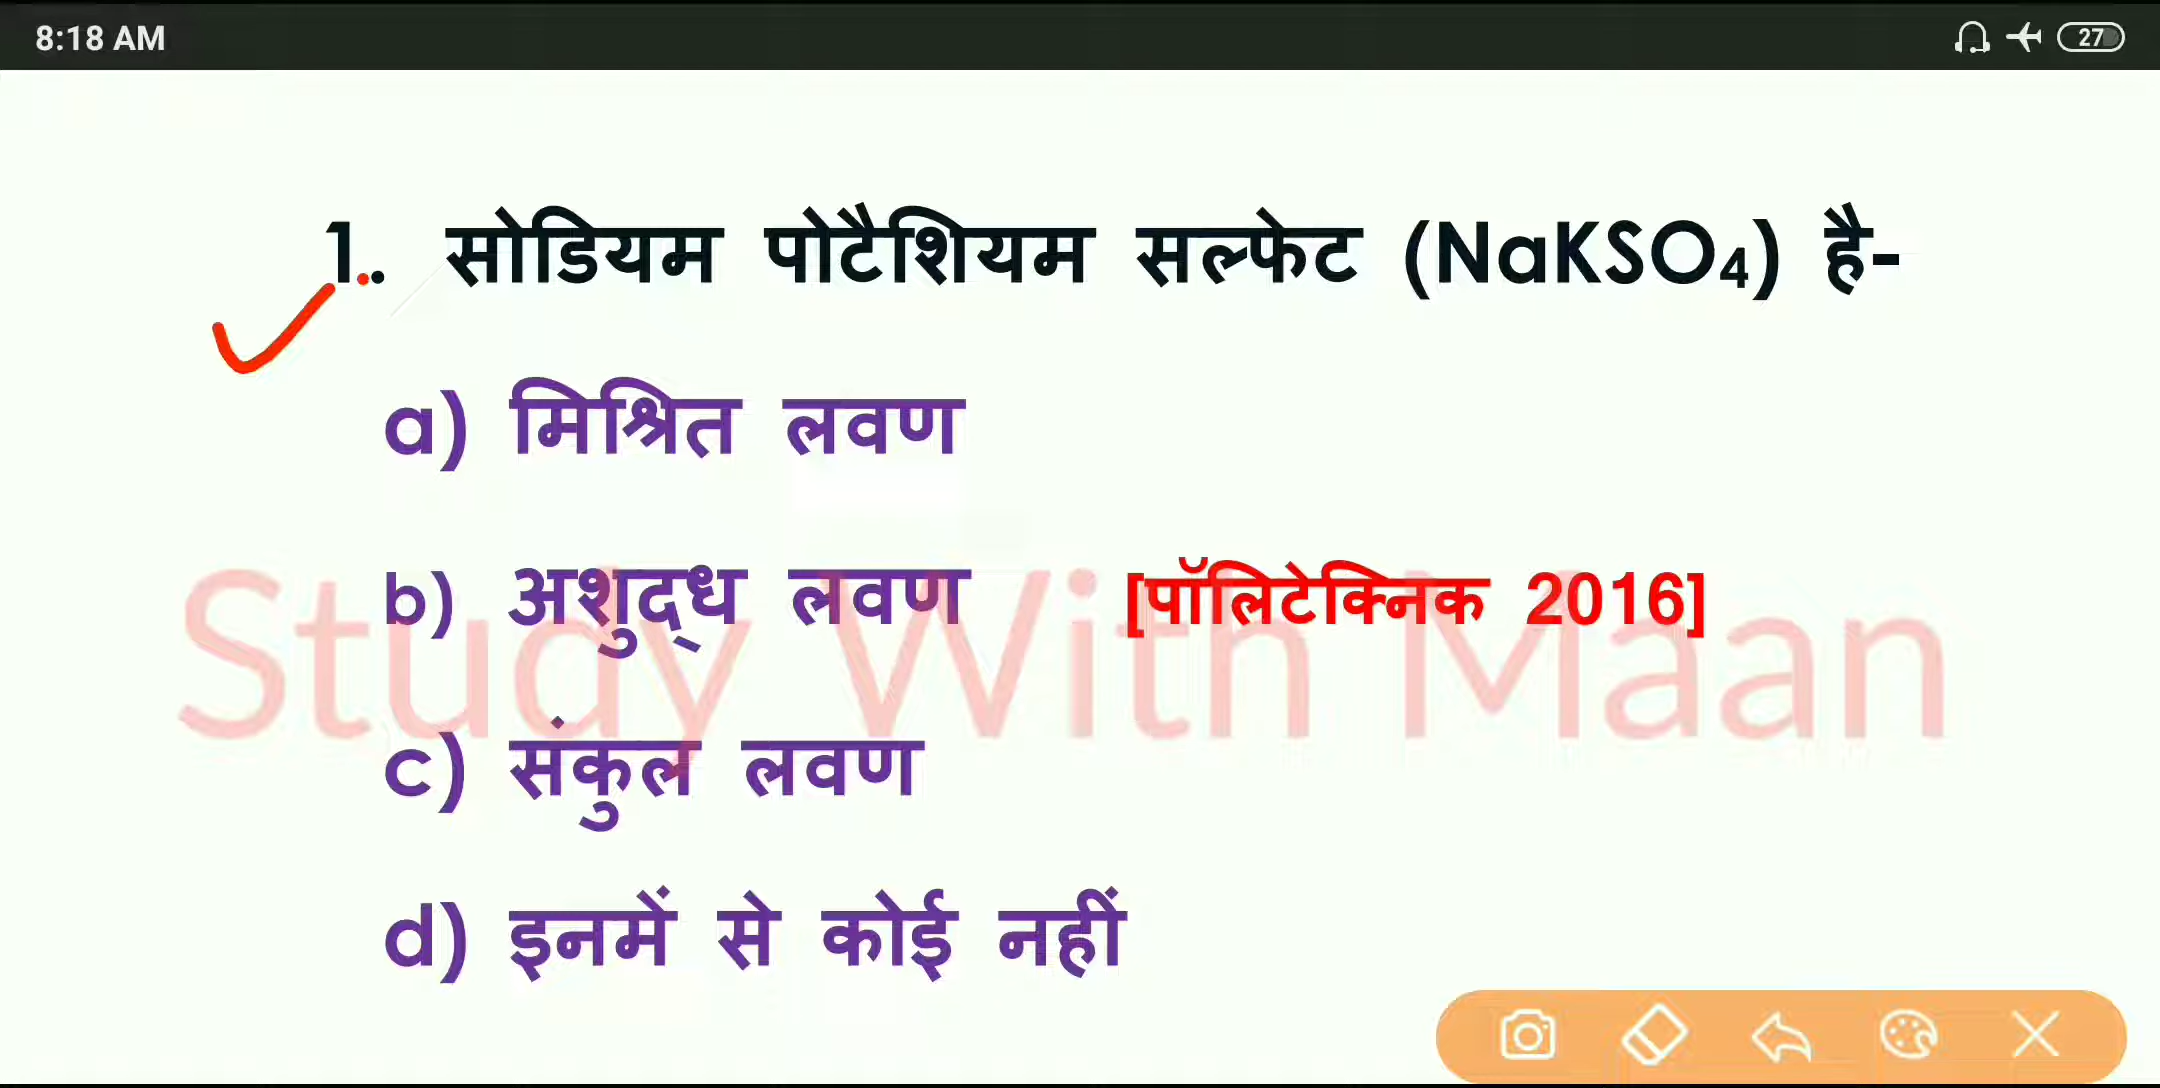 8:18 AM
27
1. सोडियम पोटैशियम सल्फेट (NaKSO₄) है-
a) मिश्रित लवण
b) अशुद्ध लवण [पॉलिटेक्निक 2016]
Study With Maan
c) संकुल लवण
d) इनमें से कोई नहीं